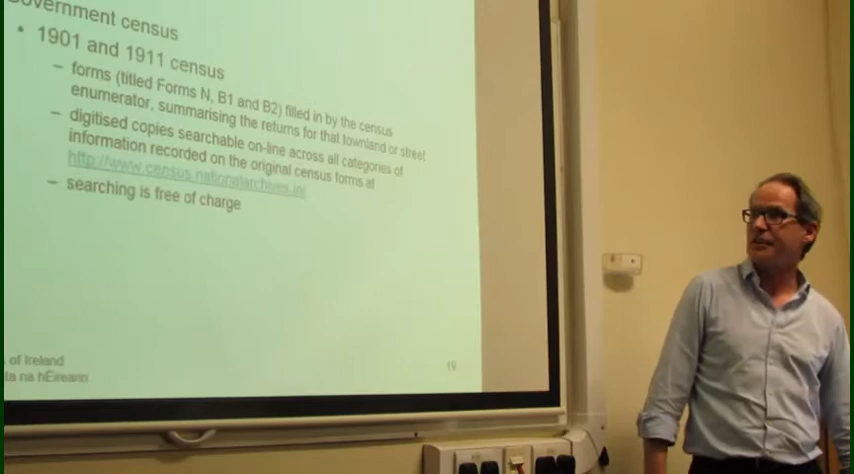 overnment census
• 1901 and 1911 census
– forms (titled Forms N, B1 and B2) filled in by the census
enumerator, summarising the returns for that townland or street
– digitised copies searchable on-line across all categories of
information recorded on the original census forms at
http://www.census.nationalarchives.ie/
– searching is free of charge
of Ireland
ta na hÉireann
19